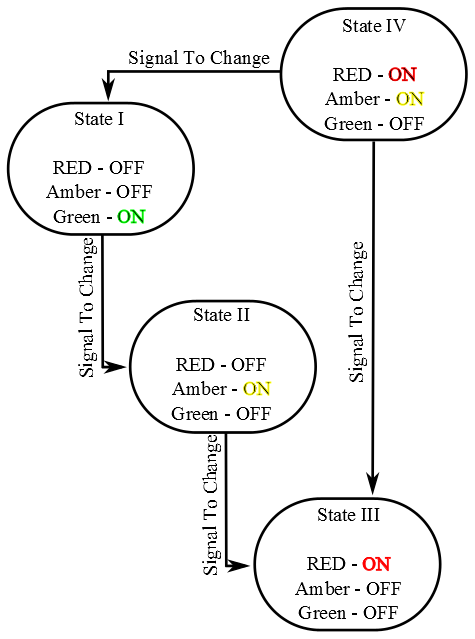 State IV
RED - ON
Amber - ON
Green - OFF
Signal To Change
State I
RED - OFF
Amber - OFF
Green - ON
Signal To Change
Signal To Change
State II
RED - OFF
Amber - ON
Green - OFF
Signal To Change
State III
RED - ON
Amber - OFF
Green - OFF